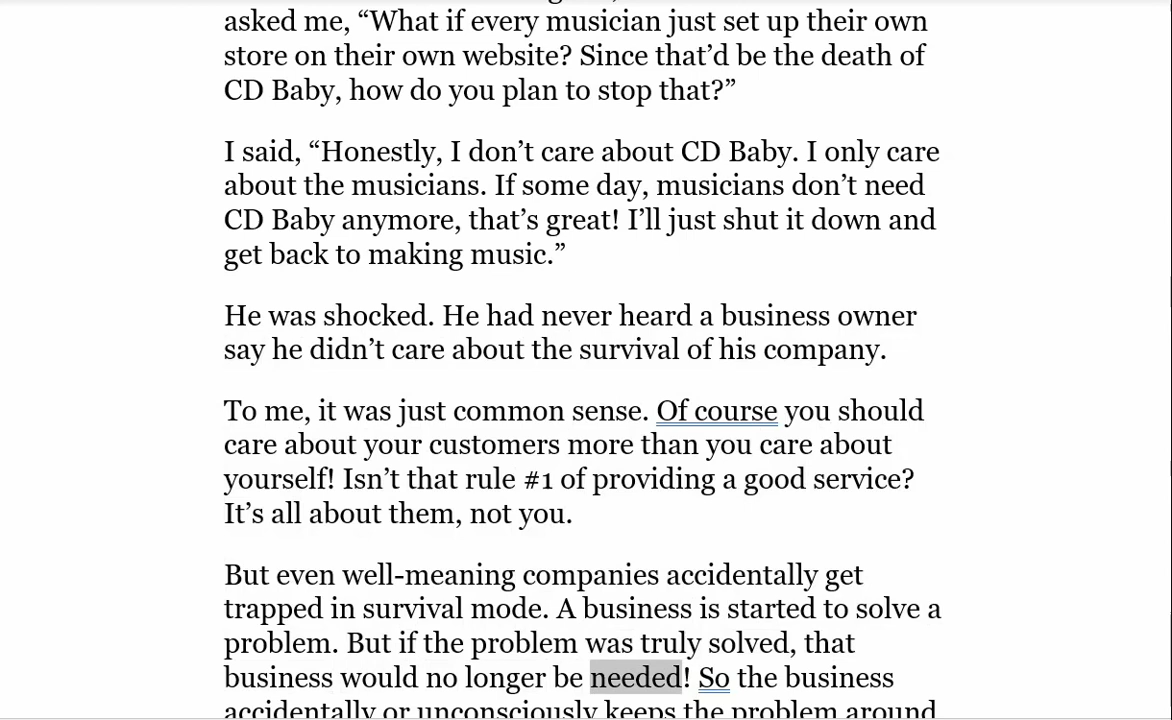 asked me, “What if every musician just set up their own
store on their own website? Since that’d be the death of
CD Baby, how do you plan to stop that?”
I said, “Honestly, I don’t care about CD Baby. I only care
about the musicians. If some day, musicians don’t need
CD Baby anymore, that’s great! I’ll just shut it down and
get back to making music.”
He was shocked. He had never heard a business owner
say he didn’t care about the survival of his company.
To me, it was just common sense. Of course you should
care about your customers more than you care about
yourself! Isn’t that rule #1 of providing a good service?
It’s all about them, not you.
But even well-meaning companies accidentally get
trapped in survival mode. A business is started to solve a
problem. But if the problem was truly solved, that
business would no longer be needed! So the business
accidentally or unconsciously keeps the problem around